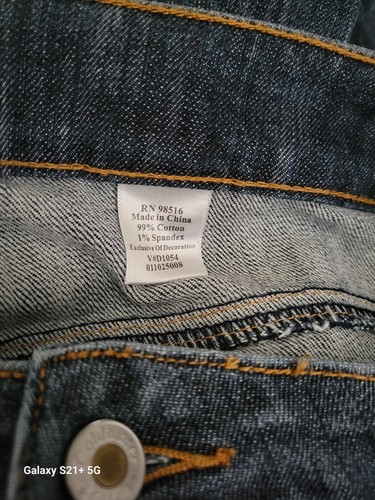 RN 98516
Made in China
99% Cotton
1% Spandex
Exclusive Of Decoration
V#D1054
011025008
Galaxy S21+ 5G